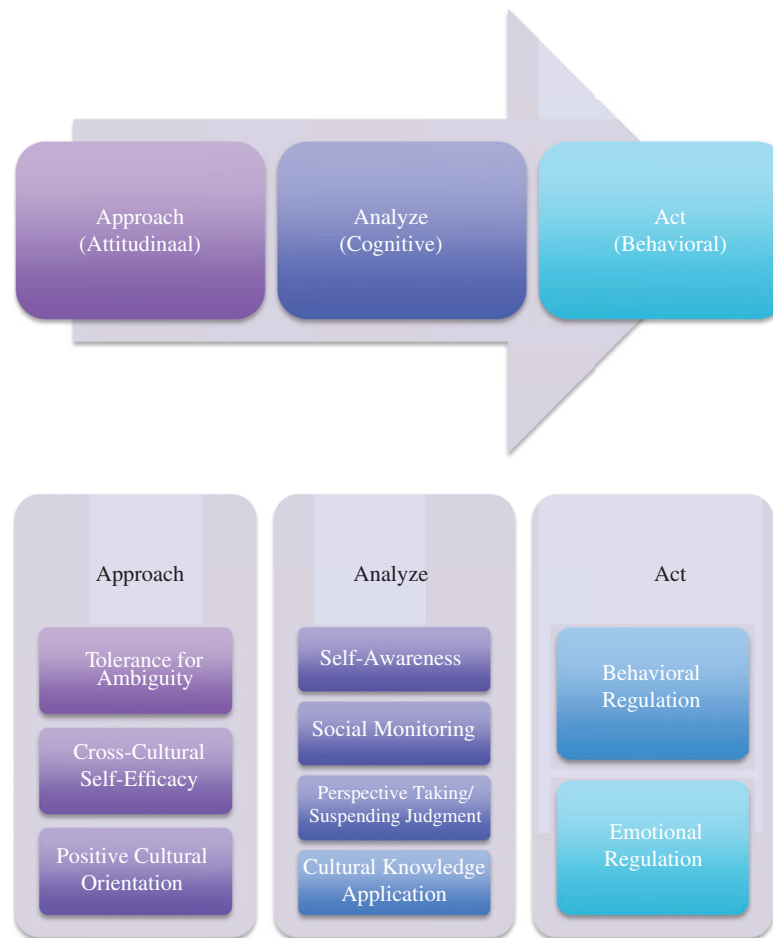 Approach
(Attitudinaal)
Analyze
(Cognitive)
Act
(Behavioral)
Approach
Tolerance for
Ambiguity
Cross-Cultural
Self-Efficacy
Positive Cultural
Orientation
Analyze
Self-Awareness
Social Monitoring
Perspective Taking/
Suspending Judgment
Cultural Knowledge
Application
Act
Behavioral
Regulation
Emotional
Regulation